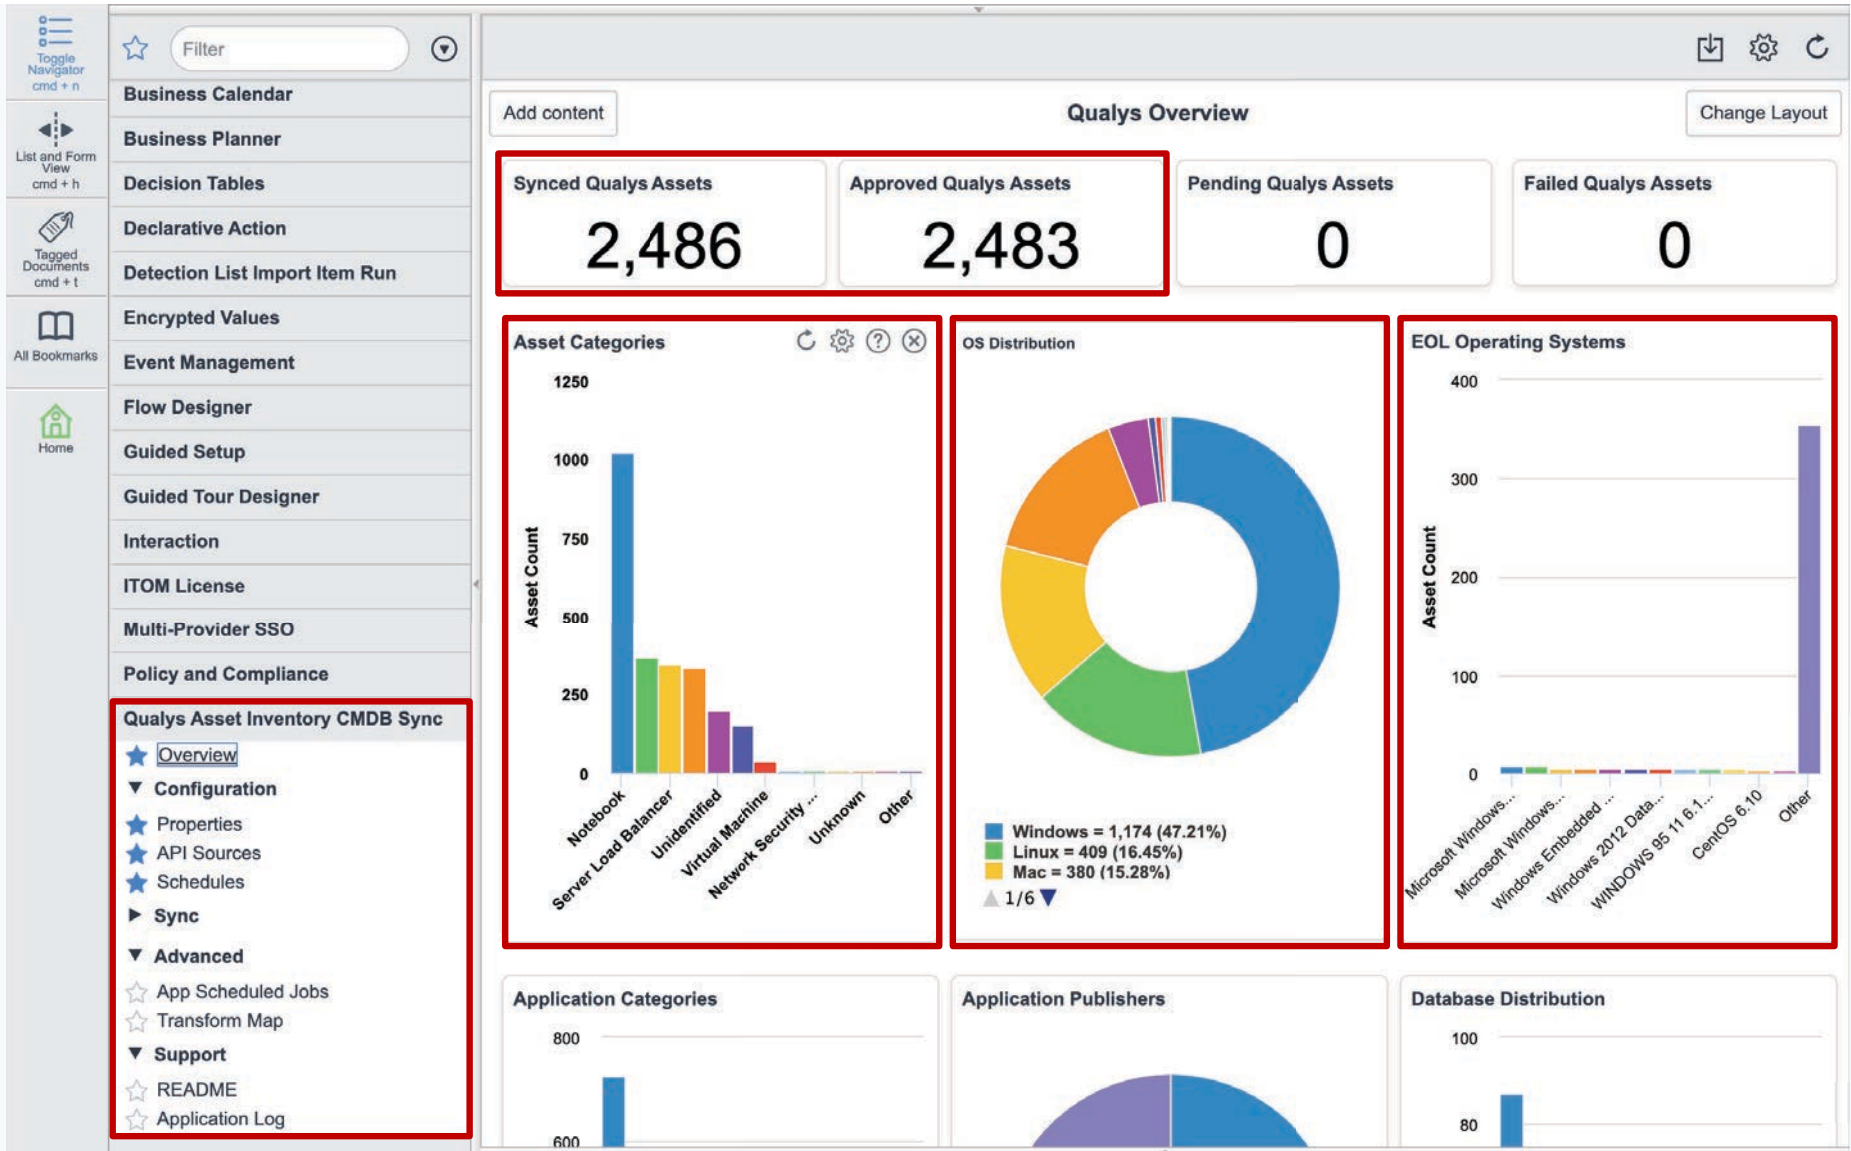 Toggle
Navigator
cmd + n
List and Form
View
cmd + h
Tagged
Documents
cmd + t
All Bookmarks
Home
Filter
Business Calendar
Business Planner
Decision Tables
Declarative Action
Detection List Import Item Run
Encrypted Values
Event Management
Flow Designer
Guided Setup
Guided Tour Designer
Interaction
ITOM License
Multi-Provider SSO
Policy and Compliance
Qualys Asset Inventory CMDB Sync
Overview
Configuration
Properties
API Sources
Schedules
Sync
Advanced
App Scheduled Jobs
Transform Map
Support
README
Application Log
Add content
Qualys Overview
Change Layout
Synced Qualys Assets
2,486
Approved Qualys Assets
2,483
Pending Qualys Assets
0
Failed Qualys Assets
0
Asset Categories
1250
1000
750
500
250
0
Asset Count
Notebook
Server Load Balancer
Unidentified
Virtual Machine
Network Security ...
Unknown
Other
OS Distribution
Windows = 1,174 (47.21%)
Linux = 409 (16.45%)
Mac = 380 (15.28%)
1/6
EOL Operating Systems
400
300
200
100
0
Asset Count
Microsoft Windows...
Microsoft Windows...
Windows Embedded ...
Windows 2012 Data...
WINDOWS 95 11 6.1...
CentOS 6.10
Other
Application Categories
800
600
Application Publishers
Database Distribution
100
80